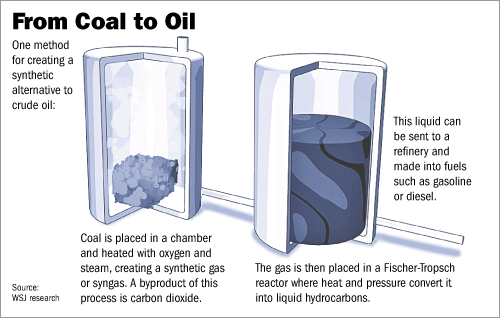 From Coal to Oil
One method
for creating a
synthetic
alternative to
crude oil:
This liquid can
be sent to a
refinery and
made into fuels
such as gasoline
or diesel.
Coal is placed in a chamber
and heated with oxygen and
steam, creating a synthetic gas
or syngas. A byproduct of this
process is carbon dioxide.
The gas is then placed in a Fischer-Tropsch
reactor where heat and pressure convert it
into liquid hydrocarbons.
Source:
WSJ research